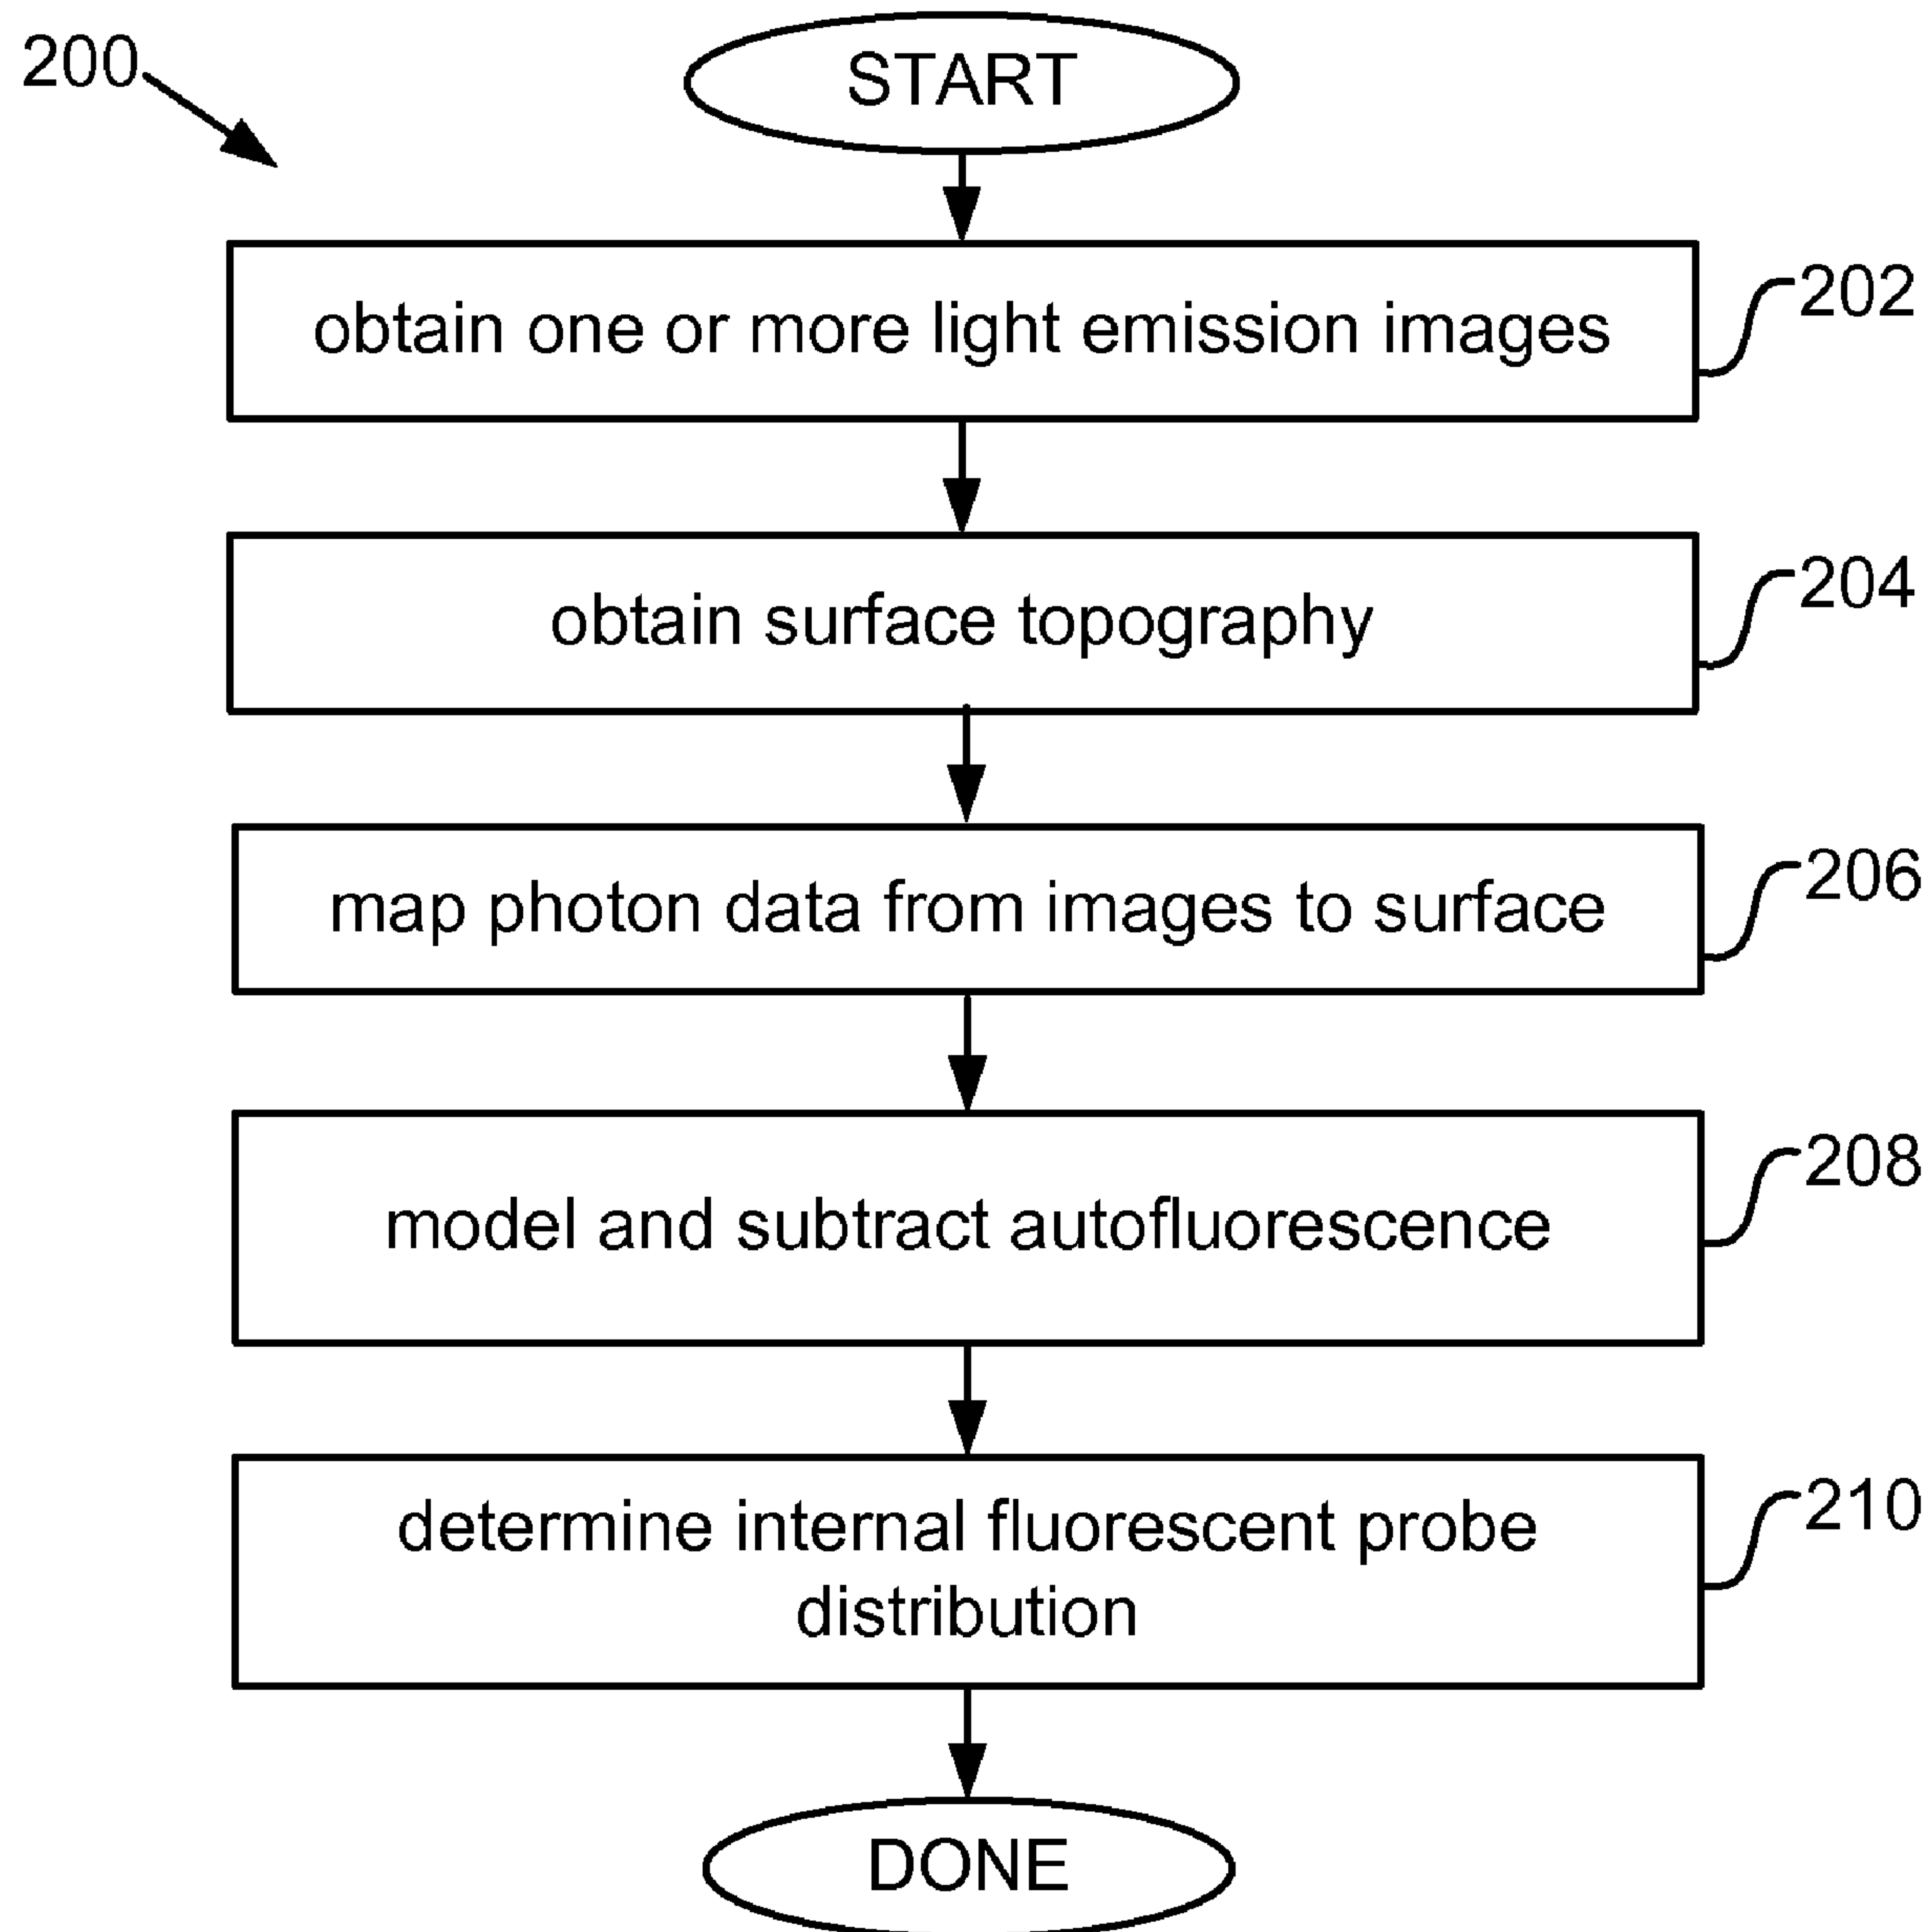 200
START
obtain one or more light emission images
202
obtain surface topography
204
map photon data from images to surface
206
model and subtract autofluorescence
208
determine internal fluorescent probe
distribution
210
DONE